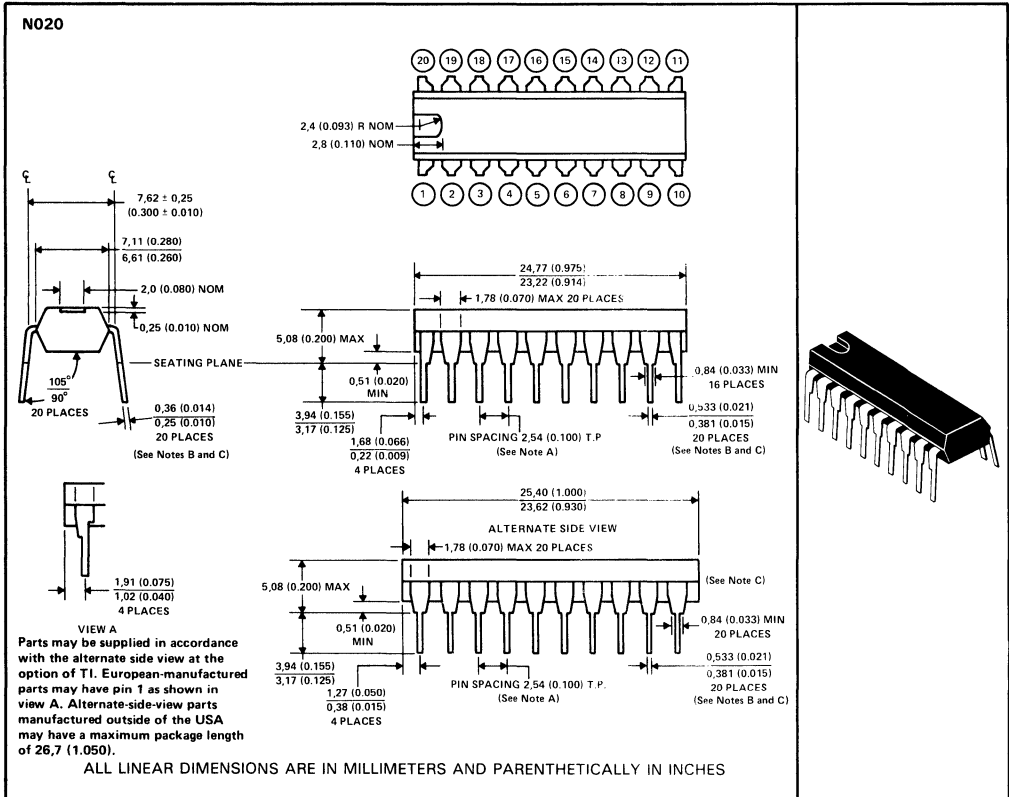 N020
20 19 18 17 16 15 14 13 12 11
2,4 (0.093) R NOM
2,8 (0.110) NOM
1 2 3 4 5 6 7 8 9 10
℄ ℄
7,62 ± 0,25
(0.300 ± 0.010)
7,11 (0.280)
6,61 (0.260)
2,0 (0.080) NOM
0,25 (0.010) NOM
105°
90°
20 PLACES
0,36 (0.014)
0,25 (0.010)
20 PLACES
(See Notes B and C)
24,77 (0.975)
23,22 (0.914)
1,78 (0.070) MAX 20 PLACES
5,08 (0.200) MAX
SEATING PLANE
0,51 (0.020)
MIN
3,94 (0.155)
3,17 (0.125)
1,68 (0.066)
0,22 (0.009)
4 PLACES
PIN SPACING 2,54 (0.100) T.P
(See Note A)
0,84 (0.033) MIN
16 PLACES
0,533 (0.021)
0,381 (0.015)
20 PLACES
(See Notes B and C)
1,91 (0.075)
1,02 (0.040)
4 PLACES
VIEW A
25,40 (1.000)
23,62 (0.930)
ALTERNATE SIDE VIEW
1,78 (0.070) MAX 20 PLACES
5,08 (0.200) MAX
(See Note C)
0,51 (0.020)
MIN
3,94 (0.155)
3,17 (0.125)
1,27 (0.050)
0,38 (0.015)
4 PLACES
PIN SPACING 2,54 (0.100) T.P.
(See Note A)
0,84 (0.033) MIN
20 PLACES
0,533 (0.021)
0,381 (0.015)
20 PLACES
(See Notes B and C)
Parts may be supplied in accordance
with the alternate side view at the
option of TI. European-manufactured
parts may have pin 1 as shown in
view A. Alternate-side-view parts
manufactured outside of the USA
may have a maximum package length
of 26,7 (1.050).
ALL LINEAR DIMENSIONS ARE IN MILLIMETERS AND PARENTHETICALLY IN INCHES